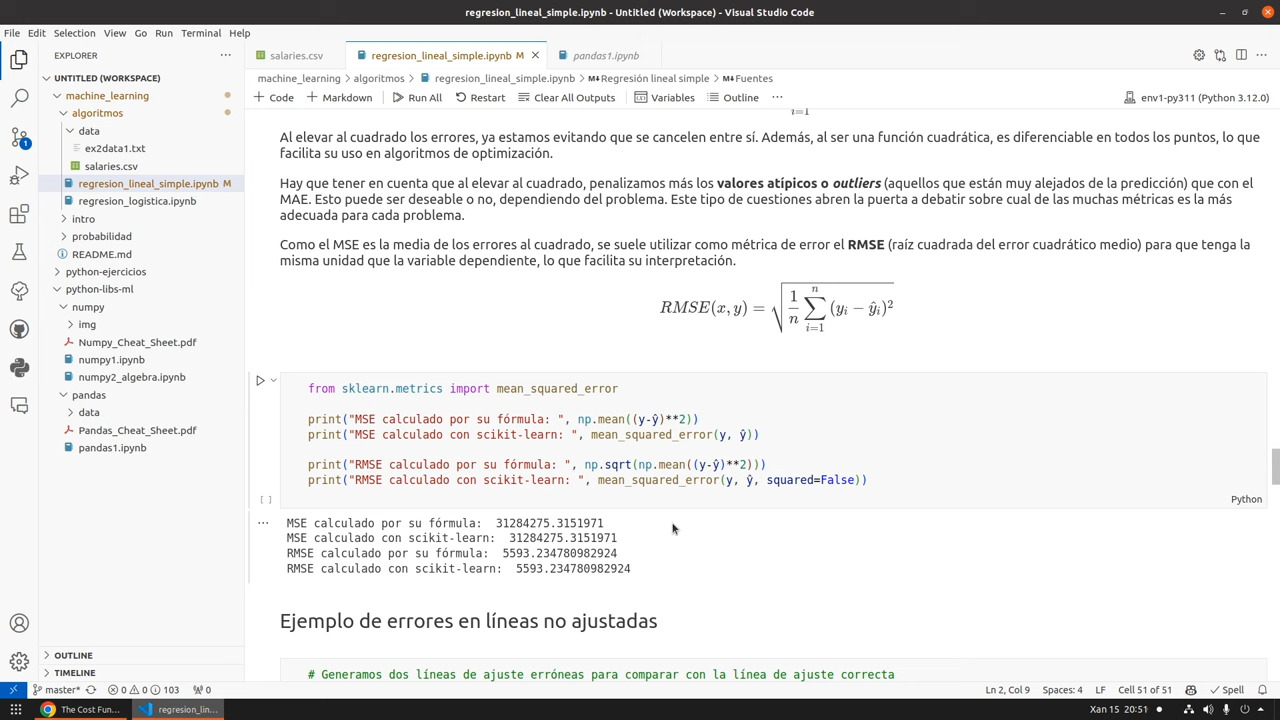 regresion_lineal_simple.ipynb - Untitled (Workspace) - Visual Studio Code
File Edit Selection View Go Run Terminal Help
EXPLORER
UNTITLED (WORKSPACE)
machine_learning
algoritmos
data
ex2data1.txt
salaries.csv
regresion_lineal_simple.ipynb M
regresion_logistica.ipynb
intro
probabilidad
README.md
python-ejercicios
python-libs-ml
numpy
img
Numpy_Cheat_Sheet.pdf
numpy1.ipynb
numpy2_algebra.ipynb
pandas
data
Pandas_Cheat_Sheet.pdf
pandas1.ipynb
OUTLINE
TIMELINE
1
salaries.csv regresion_lineal_simple.ipynb M pandas1.ipynb
machine_learning > algoritmos > regresion_lineal_simple.ipynb > M↓Regresión lineal simple > M↓Fuentes
+ Code + Markdown Run All Restart Clear All Outputs Variables Outline ... env1-py311 (Python 3.12.0)
i=1
Al elevar al cuadrado los errores, ya estamos evitando que se cancelen entre sí. Además, al ser una función cuadrática, es diferenciable en todos los puntos, lo que
facilita su uso en algoritmos de optimización.
Hay que tener en cuenta que al elevar al cuadrado, penalizamos más los valores atípicos o outliers (aquellos que están muy alejados de la predicción) que con el
MAE. Esto puede ser deseable o no, dependiendo del problema. Este tipo de cuestiones abren la puerta a debatir sobre cual de las muchas métricas es la más
adecuada para cada problema.
Como el MSE es la media de los errores al cuadrado, se suele utilizar como métrica de error el RMSE (raíz cuadrada del error cuadrático medio) para que tenga la
misma unidad que la variable dependiente, lo que facilita su interpretación.
RMSE(x, y) = √ 1/n ∑ i=1 n (yi − ŷi)2
from sklearn.metrics import mean_squared_error
print("MSE calculado por su fórmula: ", np.mean((y-ŷ)**2))
print("MSE calculado con scikit-learn: ", mean_squared_error(y, ŷ))
print("RMSE calculado por su fórmula: ", np.sqrt(np.mean((y-ŷ)**2)))
print("RMSE calculado con scikit-learn: ", mean_squared_error(y, ŷ, squared=False))
[ ] Python
MSE calculado por su fórmula:  31284275.3151971
MSE calculado con scikit-learn:  31284275.3151971
RMSE calculado por su fórmula:  5593.234780982924
RMSE calculado con scikit-learn:  5593.234780982924
Ejemplo de errores en líneas no ajustadas
# Generamos dos líneas de ajuste erróneas para comparar con la línea de ajuste correcta
master* 0 0 103 0 Ln 2, Col 9 Spaces: 4 LF Cell 51 of 51 Spell
The Cost Fun... regresion_lin... Xan 15 20:51